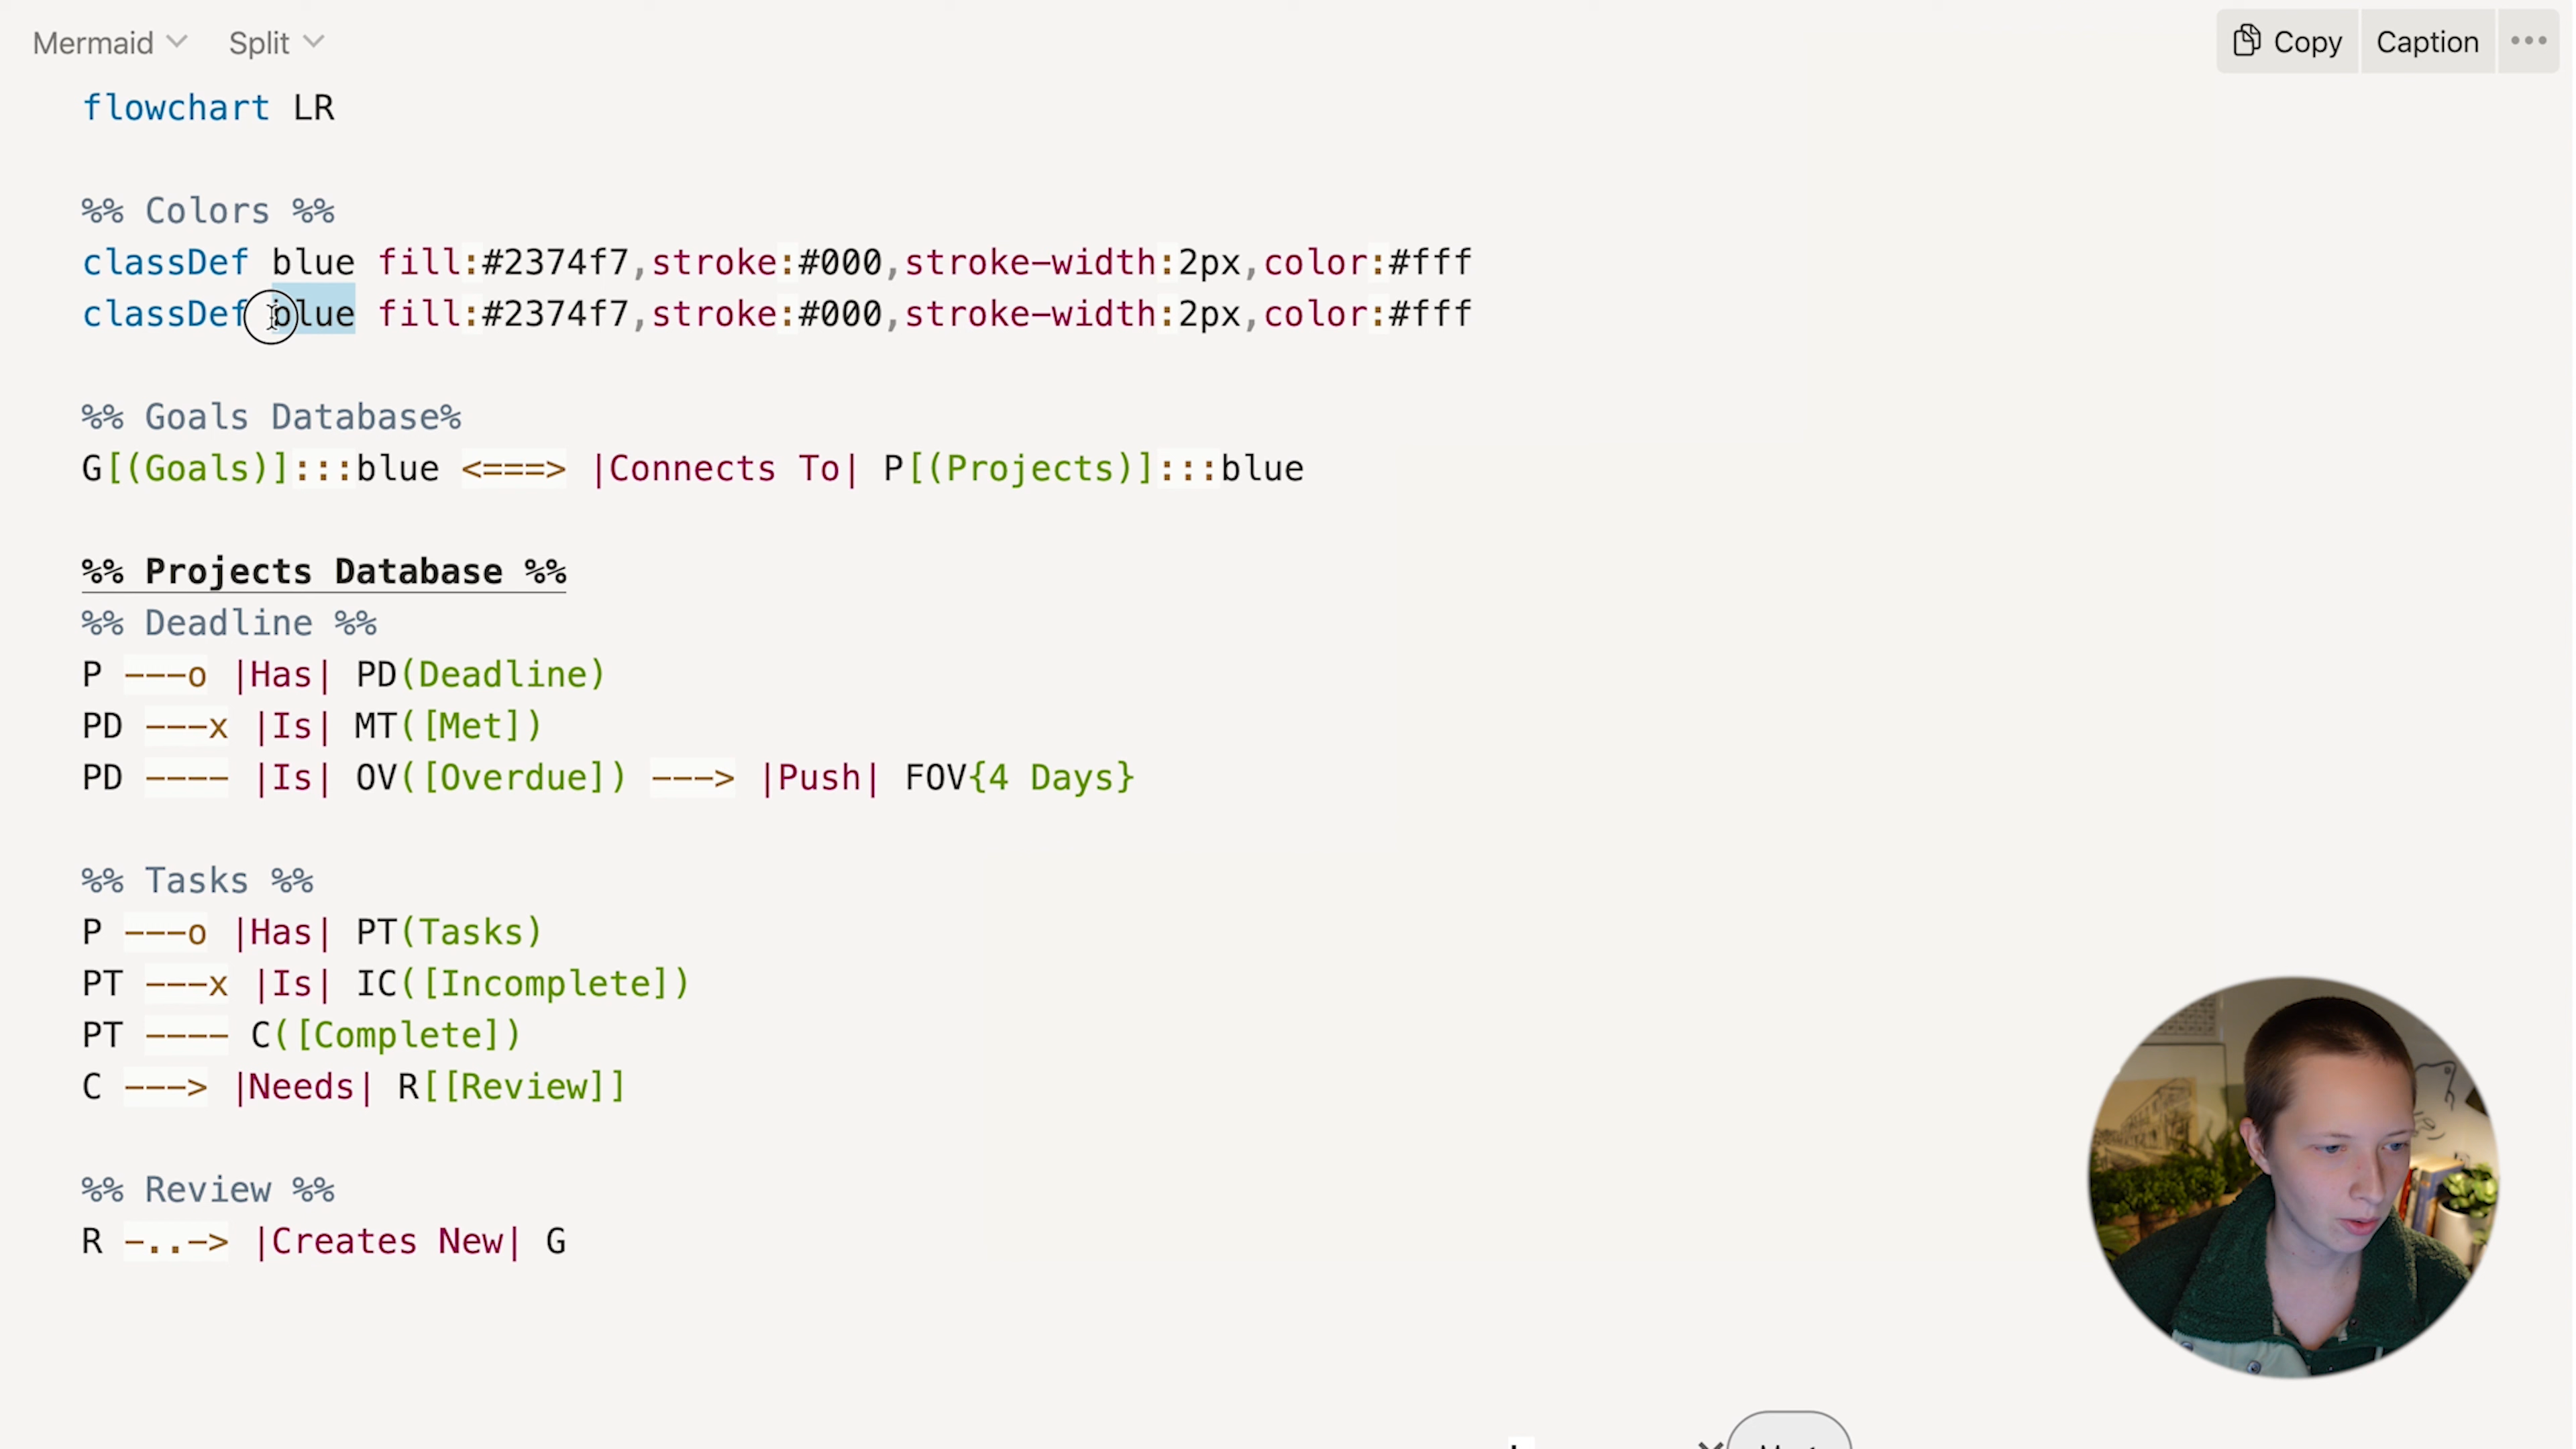 Mermaid Split Copy Caption
flowchart LR
%% Colors %%
classDef blue fill:#2374f7,stroke:#000,stroke-width:2px,color:#fff
classDef blue fill:#2374f7,stroke:#000,stroke-width:2px,color:#fff
%% Goals Database%
G[(Goals)]:::blue <===> |Connects To| P[(Projects)]:::blue
%% Projects Database %%
%% Deadline %%
P ---o |Has| PD(Deadline)
PD ---x |Is| MT([Met])
PD ---- |Is| OV([Overdue]) ---> |Push| FOV{4 Days}
%% Tasks %%
P ---o |Has| PT(Tasks)
PT ---x |Is| IC([Incomplete])
PT ---- C([Complete])
C ---> |Needs| R[[Review]]
%% Review %%
R -..-> |Creates New| G